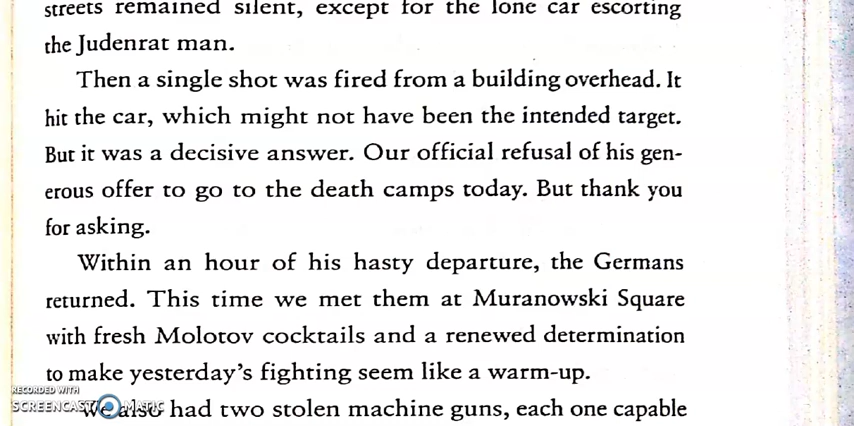 streets remained silent, except for the lone car escorting
the Judenrat man.
Then a single shot was fired from a building overhead. It
hit the car, which might not have been the intended target.
But it was a decisive answer. Our official refusal of his gen-
erous offer to go to the death camps today. But thank you
for asking.
Within an hour of his hasty departure, the Germans
returned. This time we met them at Muranowski Square
with fresh Molotov cocktails and a renewed determination
to make yesterday's fighting seem like a warm-up.
RECORDED WITH
SCREENCAST MATIC
We also had two stolen machine guns, each one capable